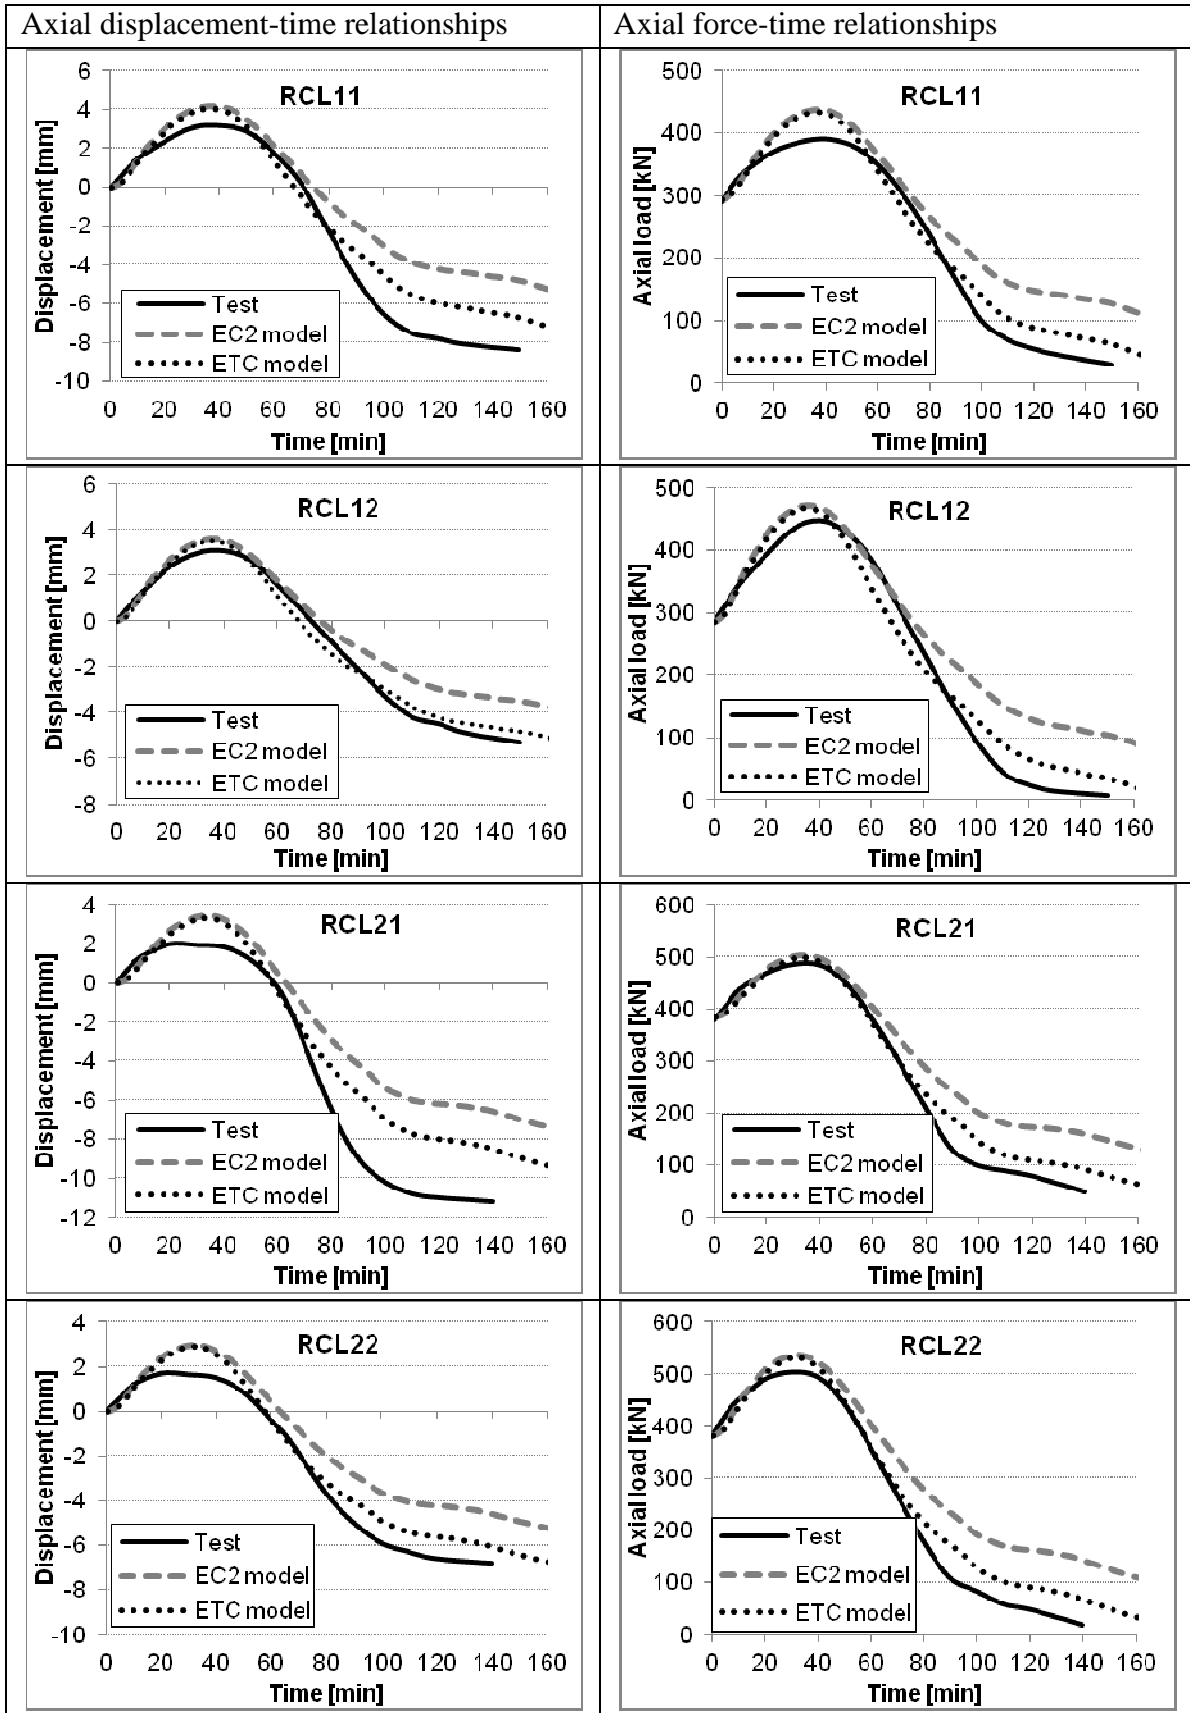 Axial displacement-time relationships
Axial force-time relationships
RCL11
Displacement [mm]
6
4
2
0
-2
-4
-6
-8
-10
Test
EC2 model
ETC model
0 20 40 60 80 100 120 140 160
Time [min]
RCL11
Axial load [kN]
500
400
300
200
100
0
Test
EC2 model
ETC model
0 20 40 60 80 100 120 140 160
Time [min]
RCL12
Displacement [mm]
6
4
2
0
-2
-4
-6
-8
Test
EC2 model
ETC model
0 20 40 60 80 100 120 140 160
Time [min]
RCL12
Axial load [kN]
500
400
300
200
100
0
Test
EC2 model
ETC model
0 20 40 60 80 100 120 140 160
Time [min]
RCL21
Displacement [mm]
4
2
0
-2
-4
-6
-8
-10
-12
Test
EC2 model
ETC model
0 20 40 60 80 100 120 140 160
Time [min]
RCL21
Axial load [kN]
600
500
400
300
200
100
0
Test
EC2 model
ETC model
0 20 40 60 80 100 120 140 160
Time [min]
RCL22
Displacement [mm]
4
2
0
-2
-4
-6
-8
-10
Test
EC2 model
ETC model
0 20 40 60 80 100 120 140 160
Time [min]
RCL22
Axial load [kN]
600
500
400
300
200
100
0
Test
EC2 model
ETC model
0 20 40 60 80 100 120 140 160
Time [min]